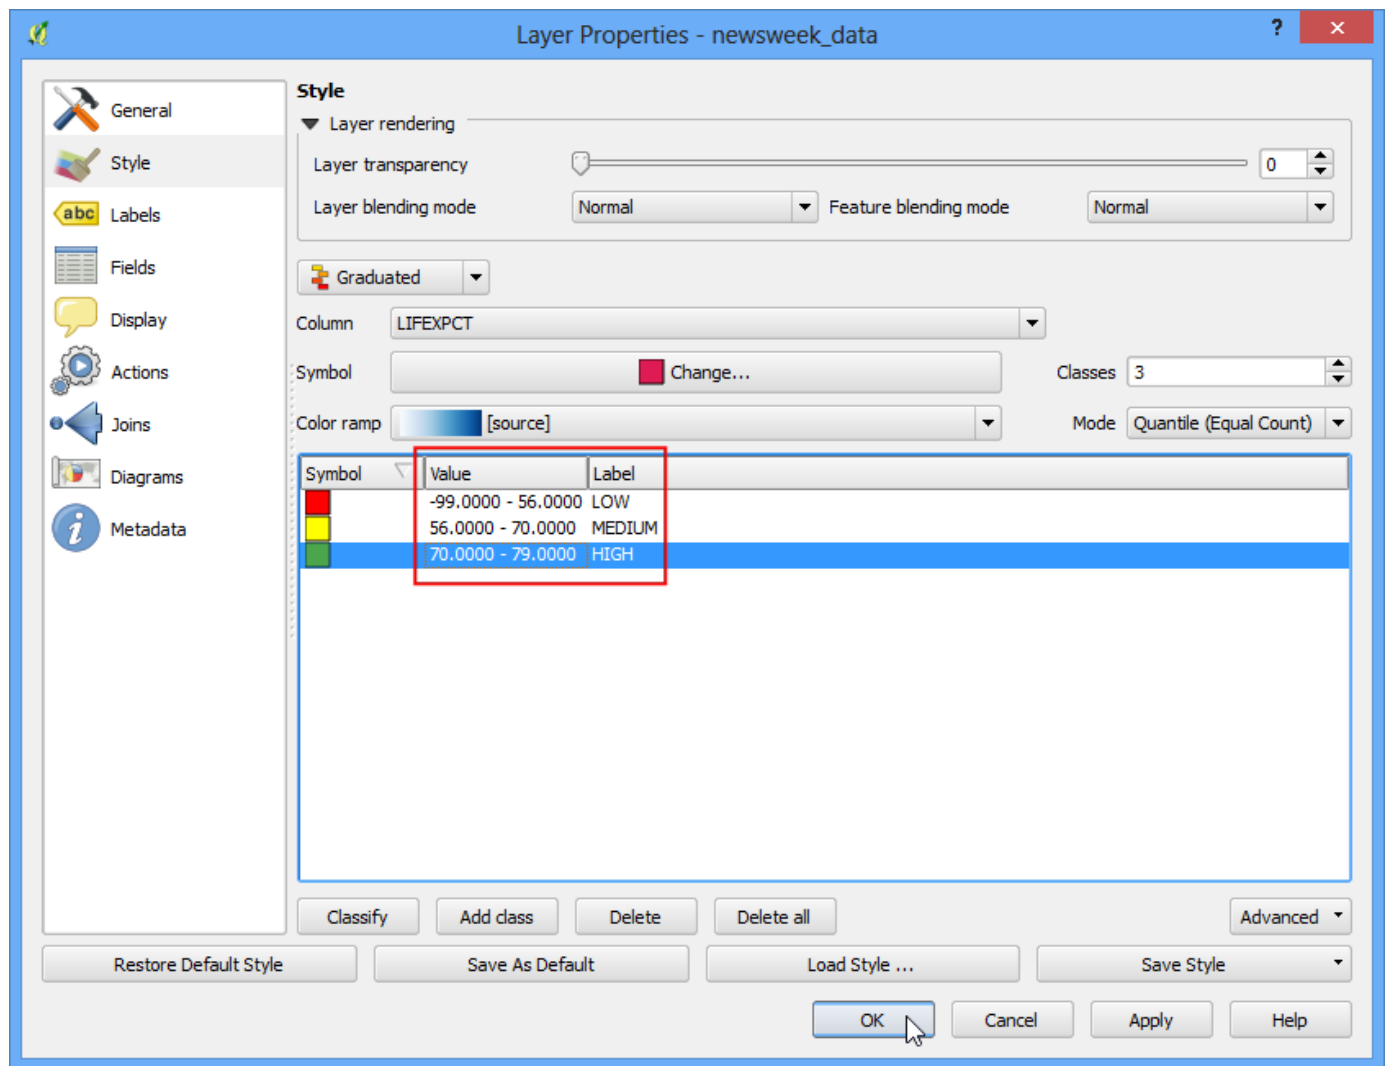 Layer Properties - newsweek_data
?
General
Style
Labels
abc
Fields
Display
Actions
Joins
Diagrams
Metadata
Style
Layer rendering
Layer transparency 0
Layer blending mode Normal Feature blending mode Normal
Graduated
Column LIFEXPCT
Symbol Change... Classes 3
Color ramp [source] Mode Quantile (Equal Count)
Symbol Value Label
-99.0000 - 56.0000 LOW
56.0000 - 70.0000 MEDIUM
70.0000 - 79.0000 HIGH
Classify Add class Delete Delete all Advanced
Restore Default Style Save As Default Load Style ... Save Style
OK Cancel Apply Help